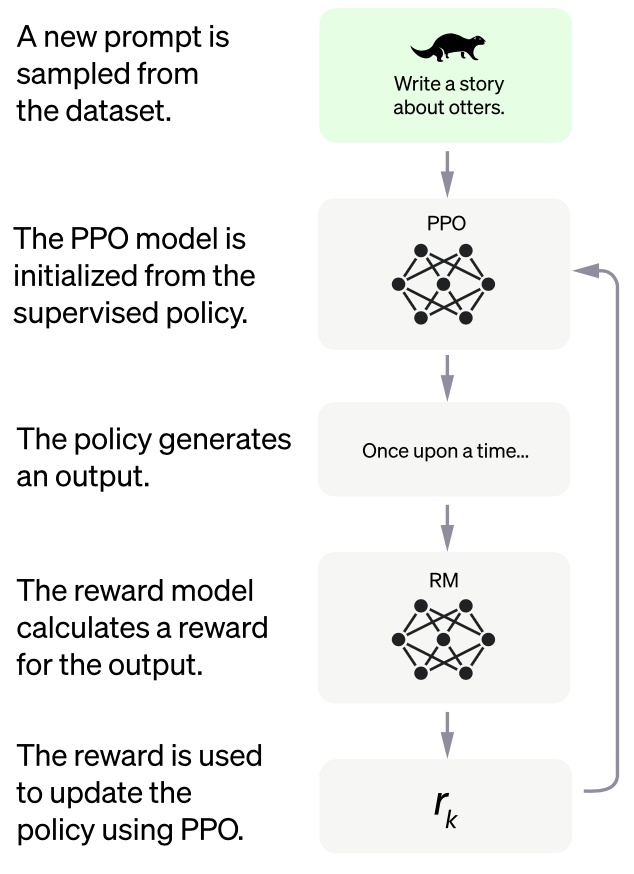 A new prompt is
sampled from
the dataset.
Write a story
about otters.
The PPO model is
initialized from the
supervised policy.
PPO
The policy generates
an output.
Once upon a time...
The reward model
calculates a reward
for the output.
RM
The reward is used
to update the
policy using PPO.
r_k